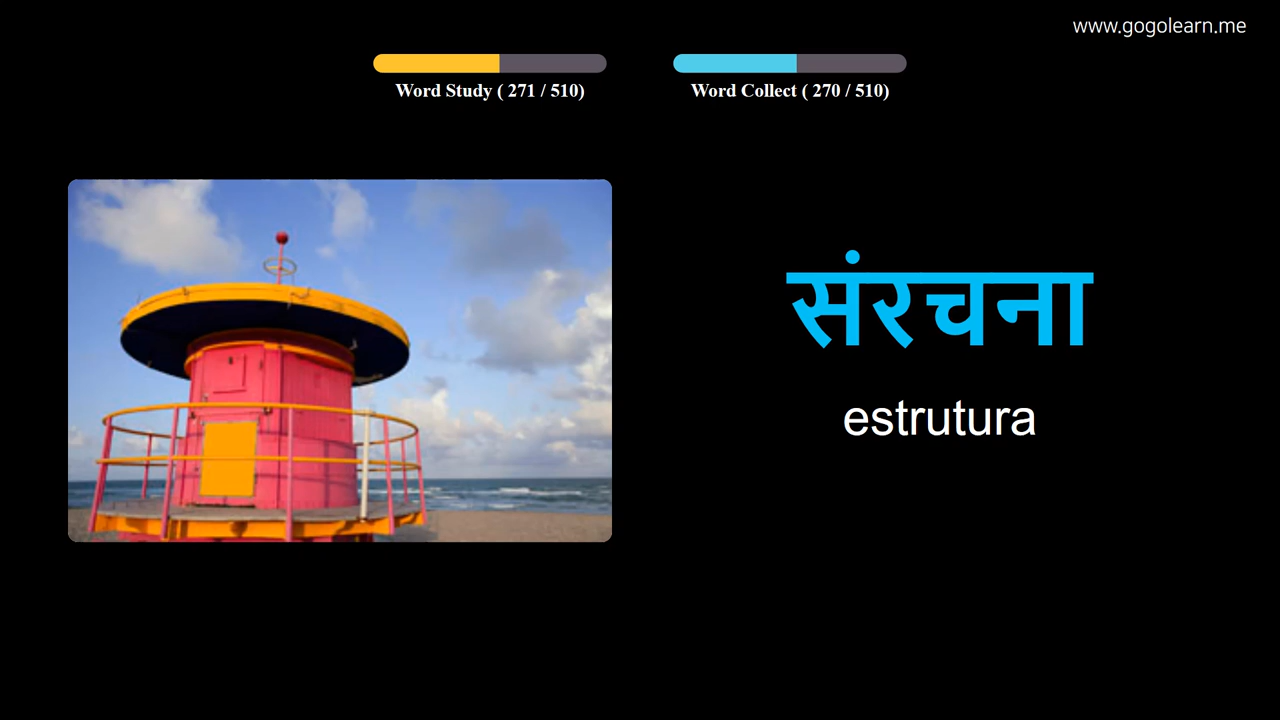 www.gogolearn.me
Word Study ( 271 / 510)
Word Collect ( 270 / 510)
संरचना
estrutura